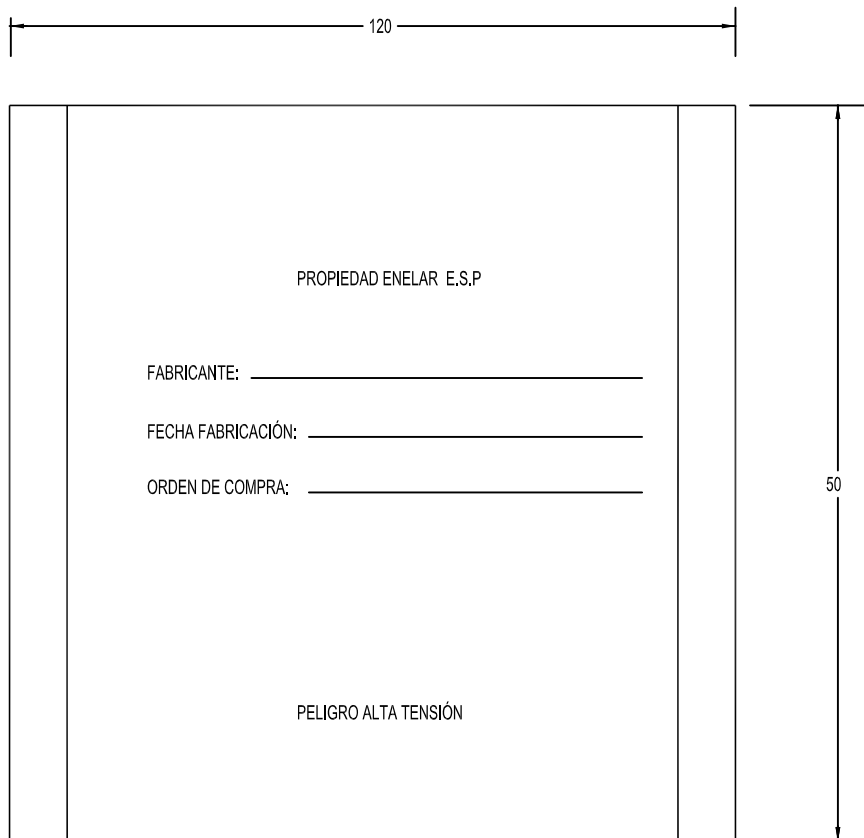 120
PROPIEDAD ENELAR E.S.P
FABRICANTE:
FECHA FABRICACIÓN:
ORDEN DE COMPRA:
50
PELIGRO ALTA TENSIÓN